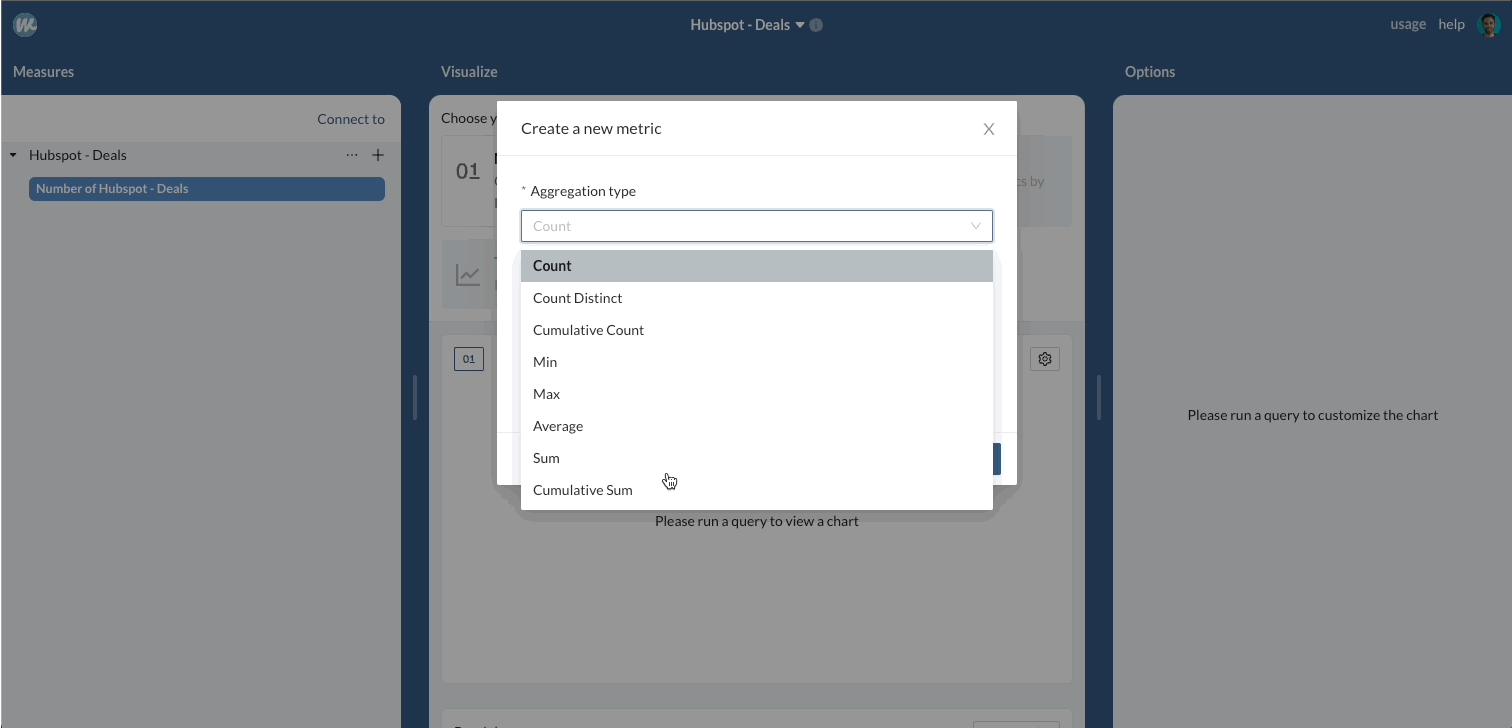 Hubspot - Deals
usage help
Measures
Visualize
Options
Connect to
Hubspot - Deals
Number of Hubspot - Deals
Choose y
01
cs by
Create a new metric
* Aggregation type
Count
Count
Count Distinct
Cumulative Count
Min
Max
Average
Sum
Cumulative Sum
01
Please run a query to view a chart
Please run a query to customize the chart